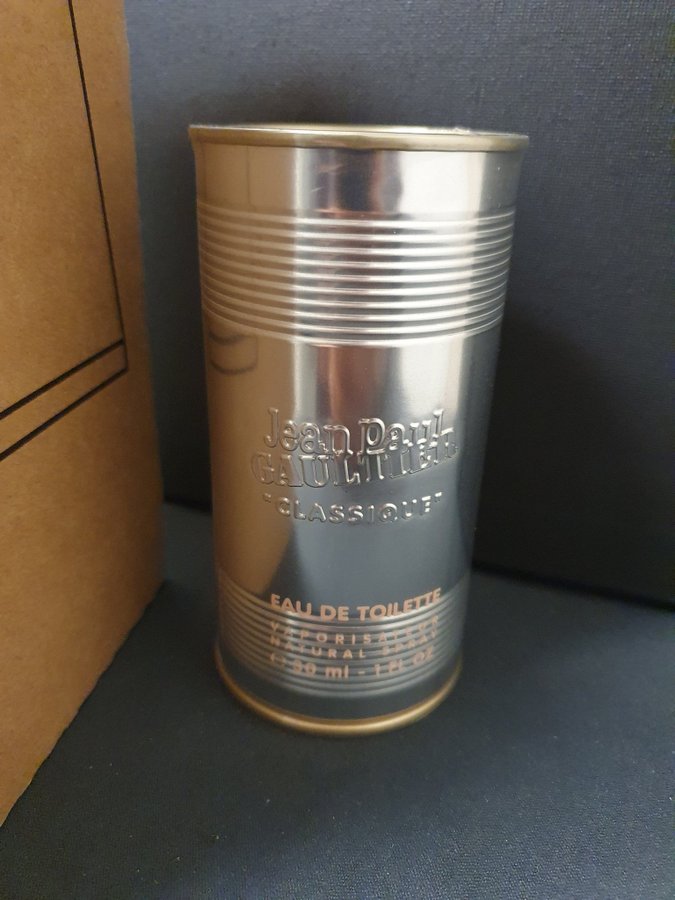 Jean Paul
GAULTIER
"CLASSIQUE"
EAU DE TOILETTE
VAPORISATEUR
NATURAL SPRAY
℮ 30 ml - 1 FL OZ